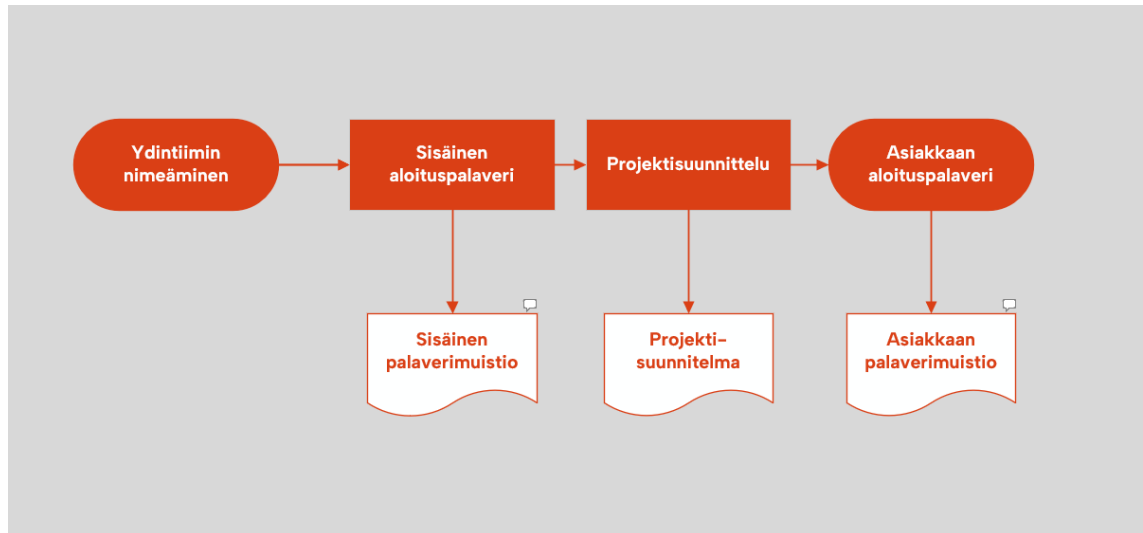 Ydintiimin
nimeäminen
Sisäinen
aloituspalaveri
Projektisuunnittelu
Asiakkaan
aloituspalaveri
Sisäinen
palaverimuistio
Projekti-
suunnitelma
Asiakkaan
palaverimuistio